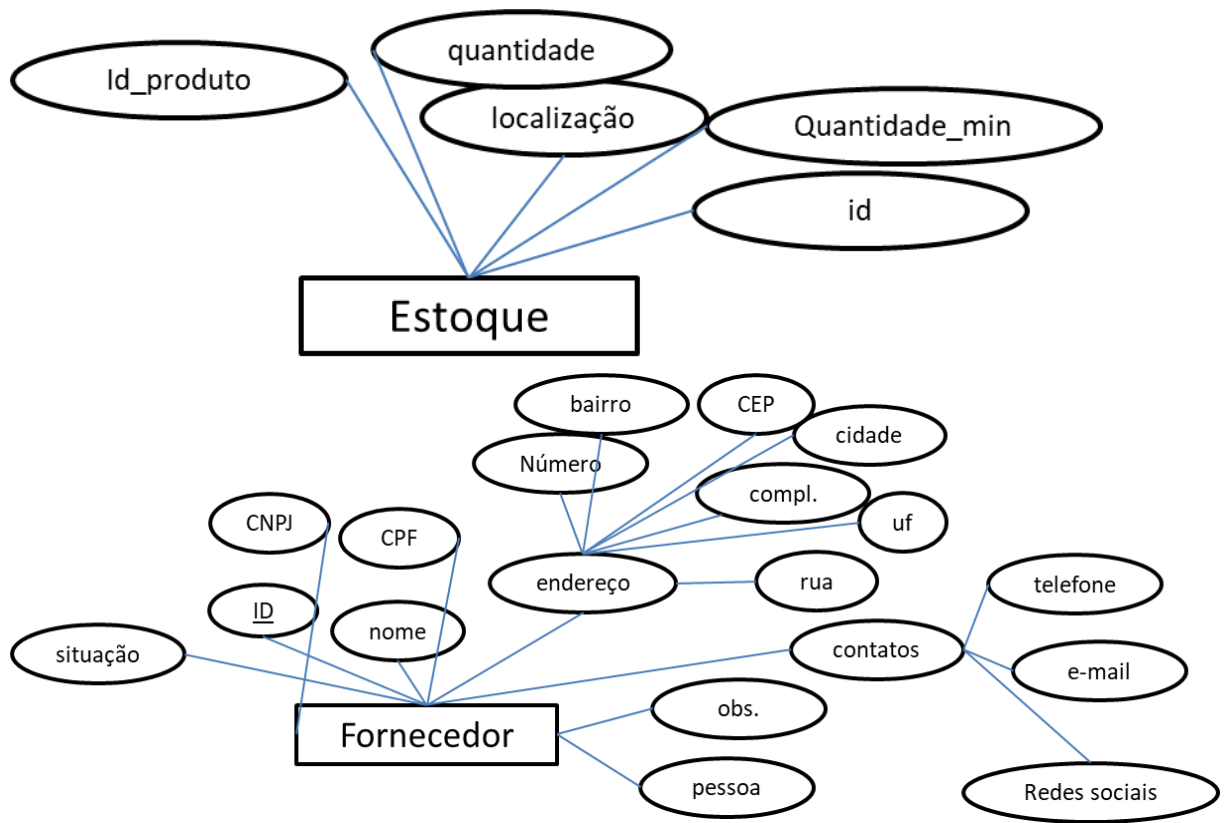 quantidade
Id_produto
localização
Quantidade_min
id
Estoque
bairro
CEP
cidade
Número
compl.
CNPJ
uf
CPF
endereço
rua
telefone
ID
nome
situação
contatos
e-mail
obs.
Fornecedor
pessoa
Redes sociais